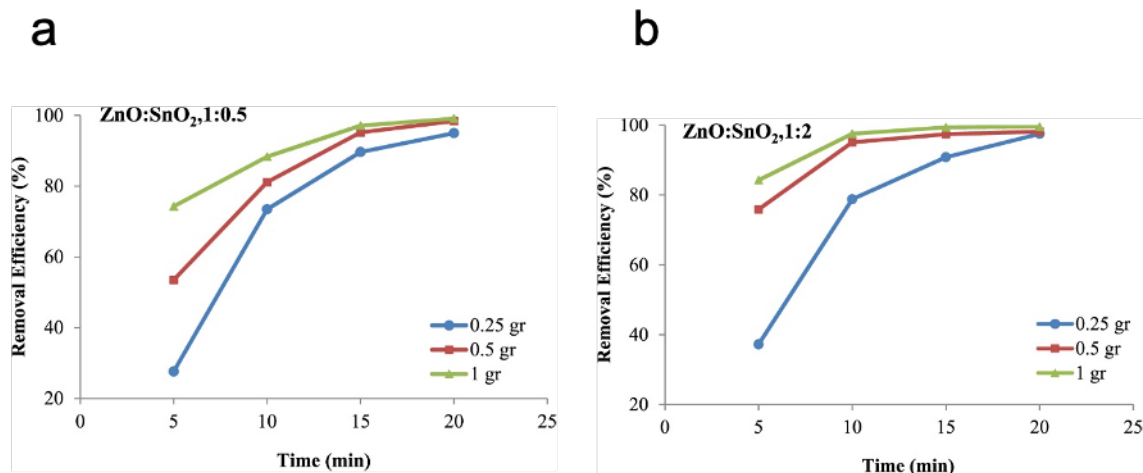 a
b
ZnO:SnO₂,1:0.5
Removal Efficiency (%)
100
80
60
40
20
0
5
10
15
20
25
Time (min)
0.25 gr
0.5 gr
1 gr
ZnO:SnO₂,1:2
Removal Efficiency (%)
100
80
60
40
20
0
5
10
15
20
25
Time (min)
0.25 gr
0.5 gr
1 gr